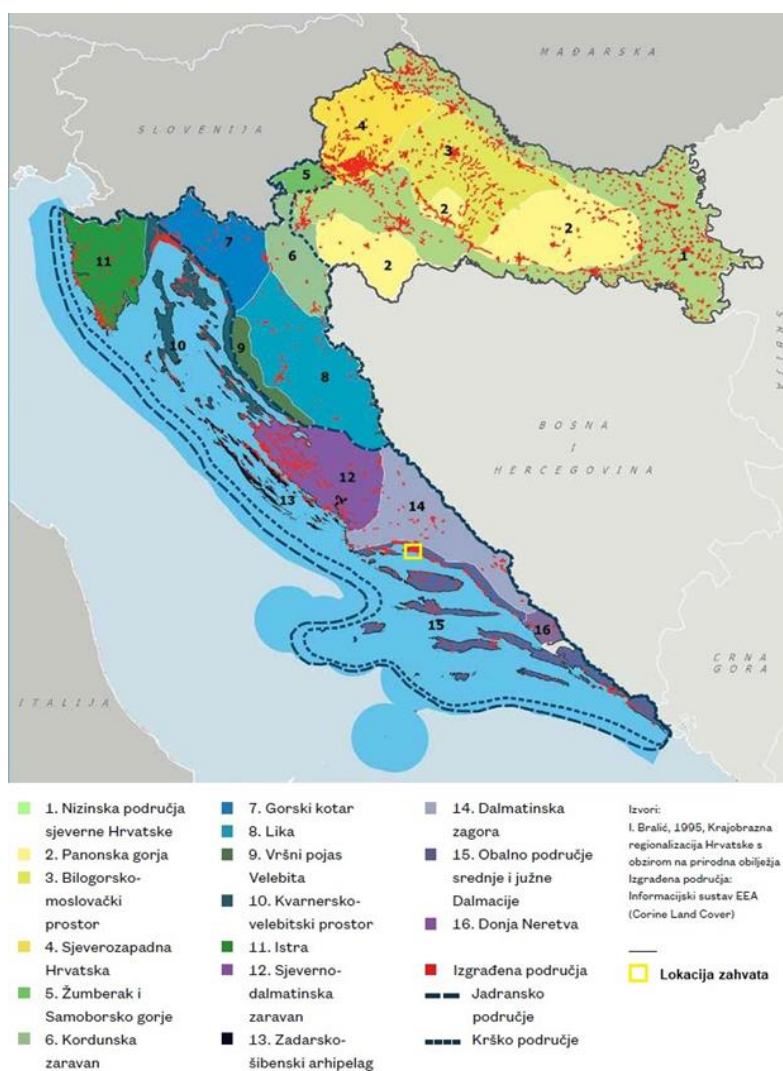 MAĐARSKA
SLOVENIJA
4
3
5
2
2
7
6
11
2
1
10
9
8
SRBIJA
BOSNA
I
HERCEGOVINA
12
13
14
15
16
CRNA
GORA
ITALIJA
1. Nizinska područja
sjeverne Hrvatske
2. Panonska gorja
3. Bilogorsko-
moslovački
prostor
4. Sjeverozapadna
Hrvatska
5. Žumberak i
Samoborsko gorje
6. Kordunska
zaravan
7. Gorski kotar
8. Lika
9. Vršni pojas
Velebita
10. Kvarnersko-
velebitski prostor
11. Istra
12. Sjeverno-
dalmatinska
zaravan
13. Zadarsko-
šibenski arhipelag
14. Dalmatinska
zagora
15. Obalno područje
srednje i južne
Dalmacije
16. Donja Neretva
Izgrađena područja
Jadransko
područje
Krško područje
Izvori:
I. Bralić, 1995, Krajobrazna
regionalizacija Hrvatske s
obzirom na prirodna obilježja
Izgrađena područja:
Informacijski sustav EEA
(Corine Land Cover)
Lokacija zahvata